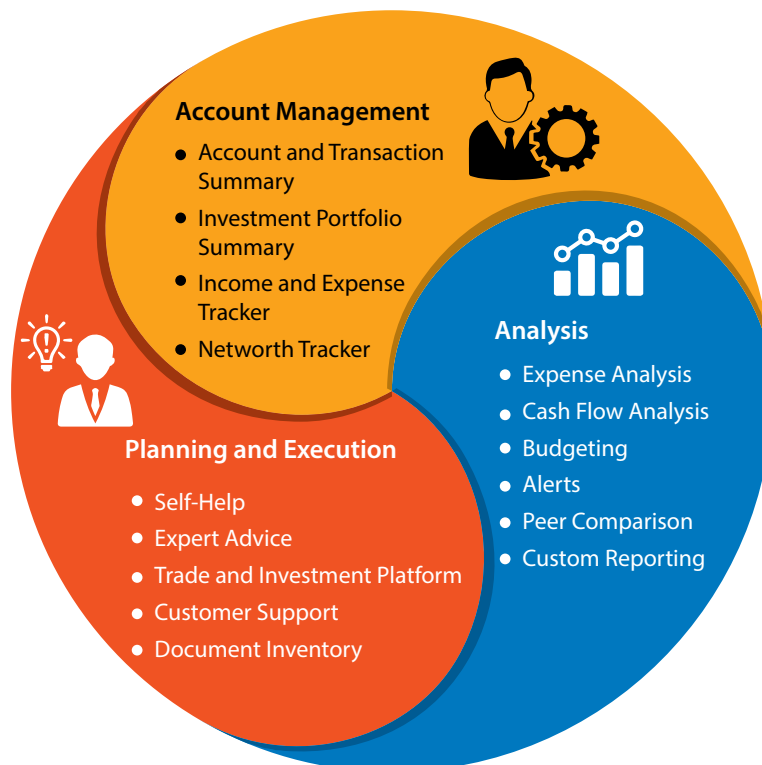 Account Management
• Account and Transaction
Summary
• Investment Portfolio
Summary
• Income and Expense
Tracker
• Networth Tracker
Analysis
• Expense Analysis
• Cash Flow Analysis
• Budgeting
• Alerts
• Peer Comparison
• Custom Reporting
Planning and Execution
• Self-Help
• Expert Advice
• Trade and Investment Platform
• Customer Support
• Document Inventory